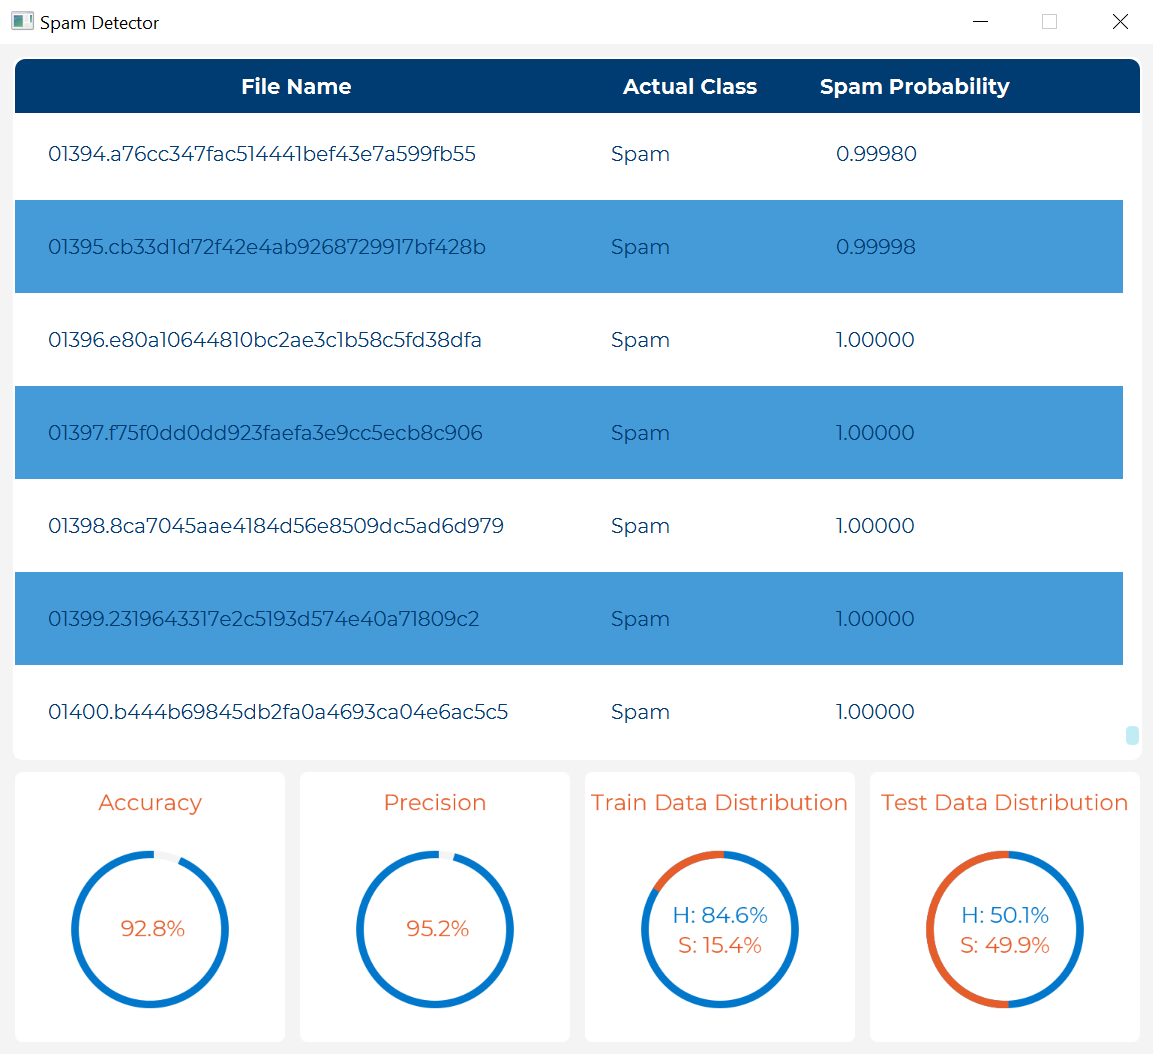 Spam Detector
File Name Actual Class Spam Probability
01394.a76cc347fac514441bef43e7a599fb55 Spam 0.99980
01395.cb33d1d72f42e4ab9268729917bf428b Spam 0.99998
01396.e80a10644810bc2ae3c1b58c5fd38dfa Spam 1.00000
01397.f75f0dd0dd923faefa3e9cc5ecb8c906 Spam 1.00000
01398.8ca7045aae4184d56e8509dc5ad6d979 Spam 1.00000
01399.2319643317e2c5193d574e40a71809c2 Spam 1.00000
01400.b444b69845db2fa0a4693ca04e6ac5c5 Spam 1.00000
Accuracy
92.8%
Precision
95.2%
Train Data Distribution
H: 84.6%
S: 15.4%
Test Data Distribution
H: 50.1%
S: 49.9%